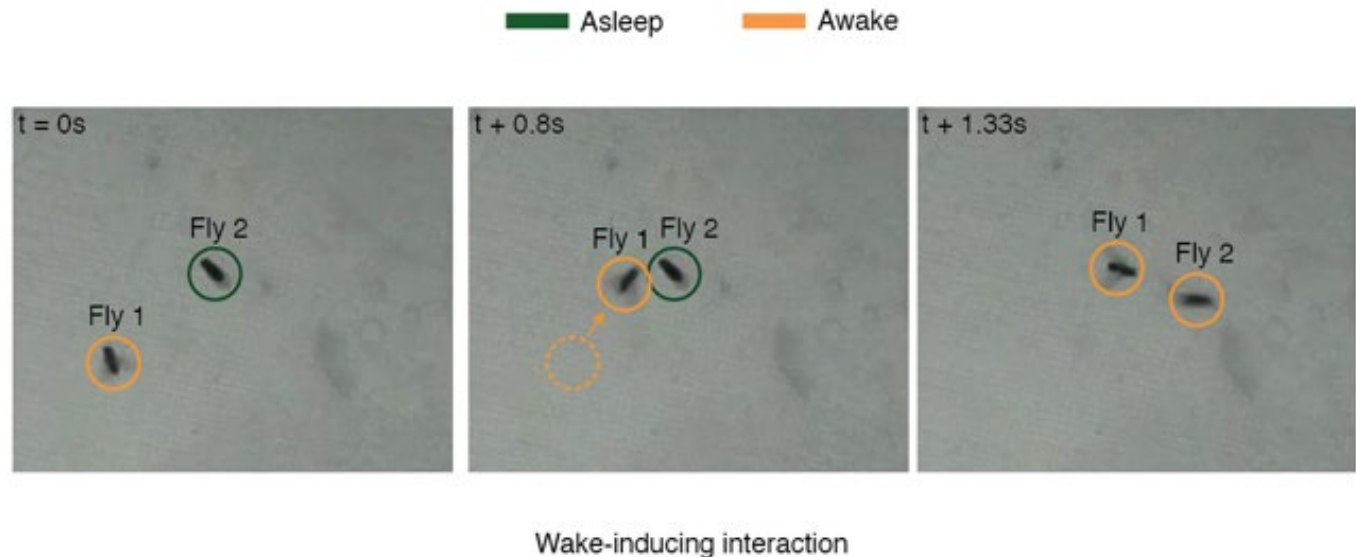 Asleep Awake
t = 0s
Fly 2
Fly 1
t + 0.8s
Fly 1 Fly 2
t + 1.33s
Fly 1
Fly 2
Wake-inducing interaction